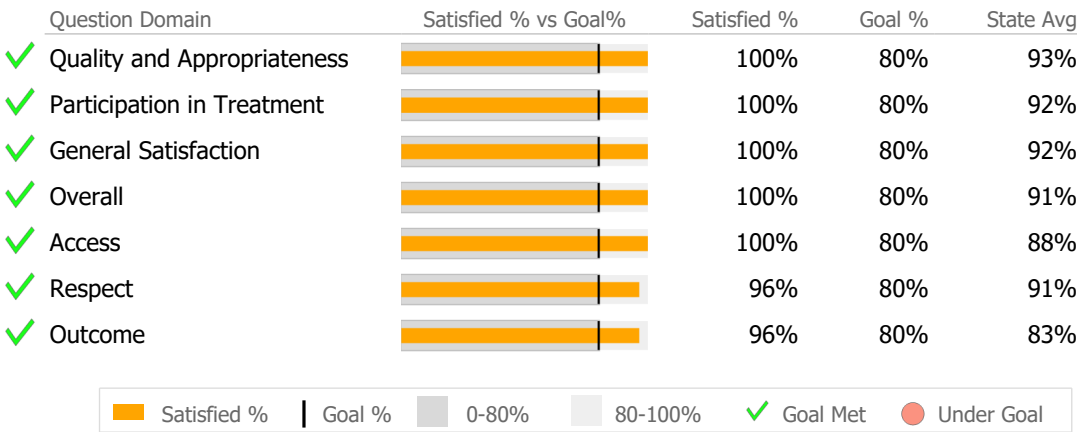 Question Domain Satisfied % vs Goal% Satisfied % Goal % State Avg
Quality and Appropriateness 100% 80% 93%
Participation in Treatment 100% 80% 92%
General Satisfaction 100% 80% 92%
Overall 100% 80% 91%
Access 100% 80% 88%
Respect 96% 80% 91%
Outcome 96% 80% 83%
Satisfied % Goal % 0-80% 80-100% Goal Met Under Goal